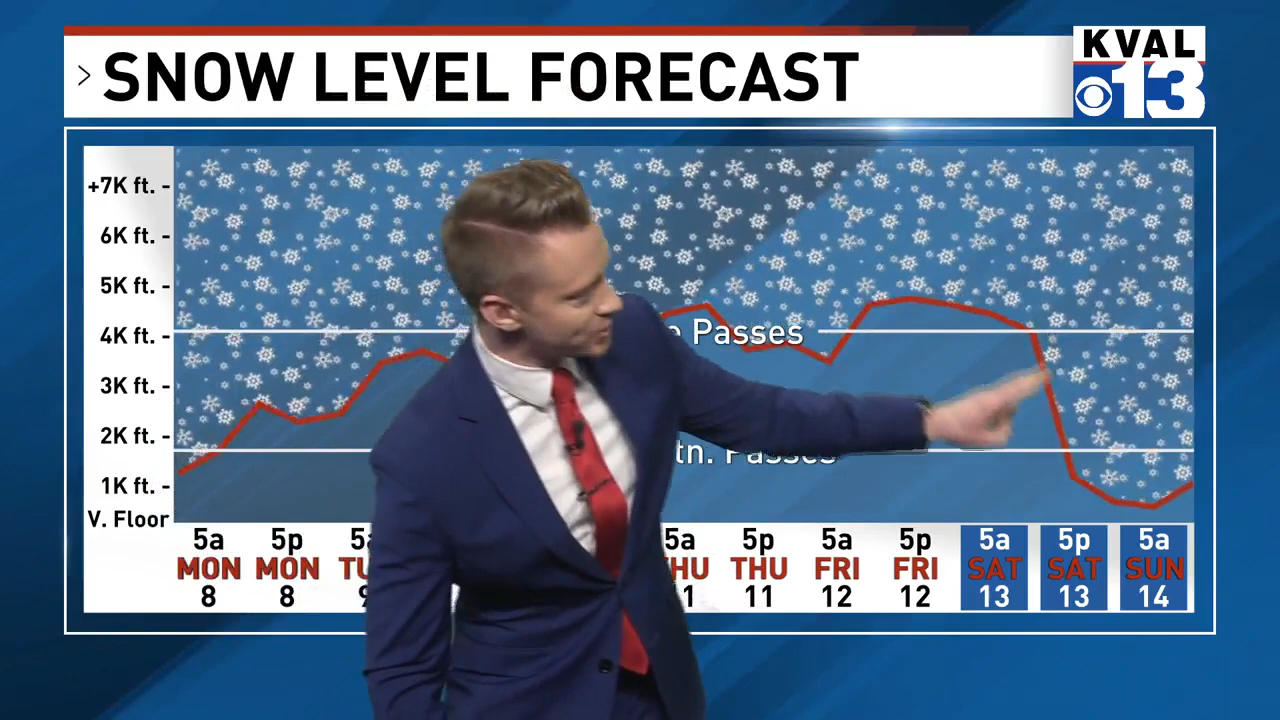 > SNOW LEVEL FORECAST
KVAL
13
+7K ft. -
6K ft. -
5K ft. -
4K ft. -
3K ft. -
2K ft. -
1K ft. -
V. Floor
Passes
Passes
5a 5p 5a 5p 5a 5p 5a 5p 5a
MON MON THU FRI FRI SAT SAT SUN
8 8 11 12 12 13 13 14